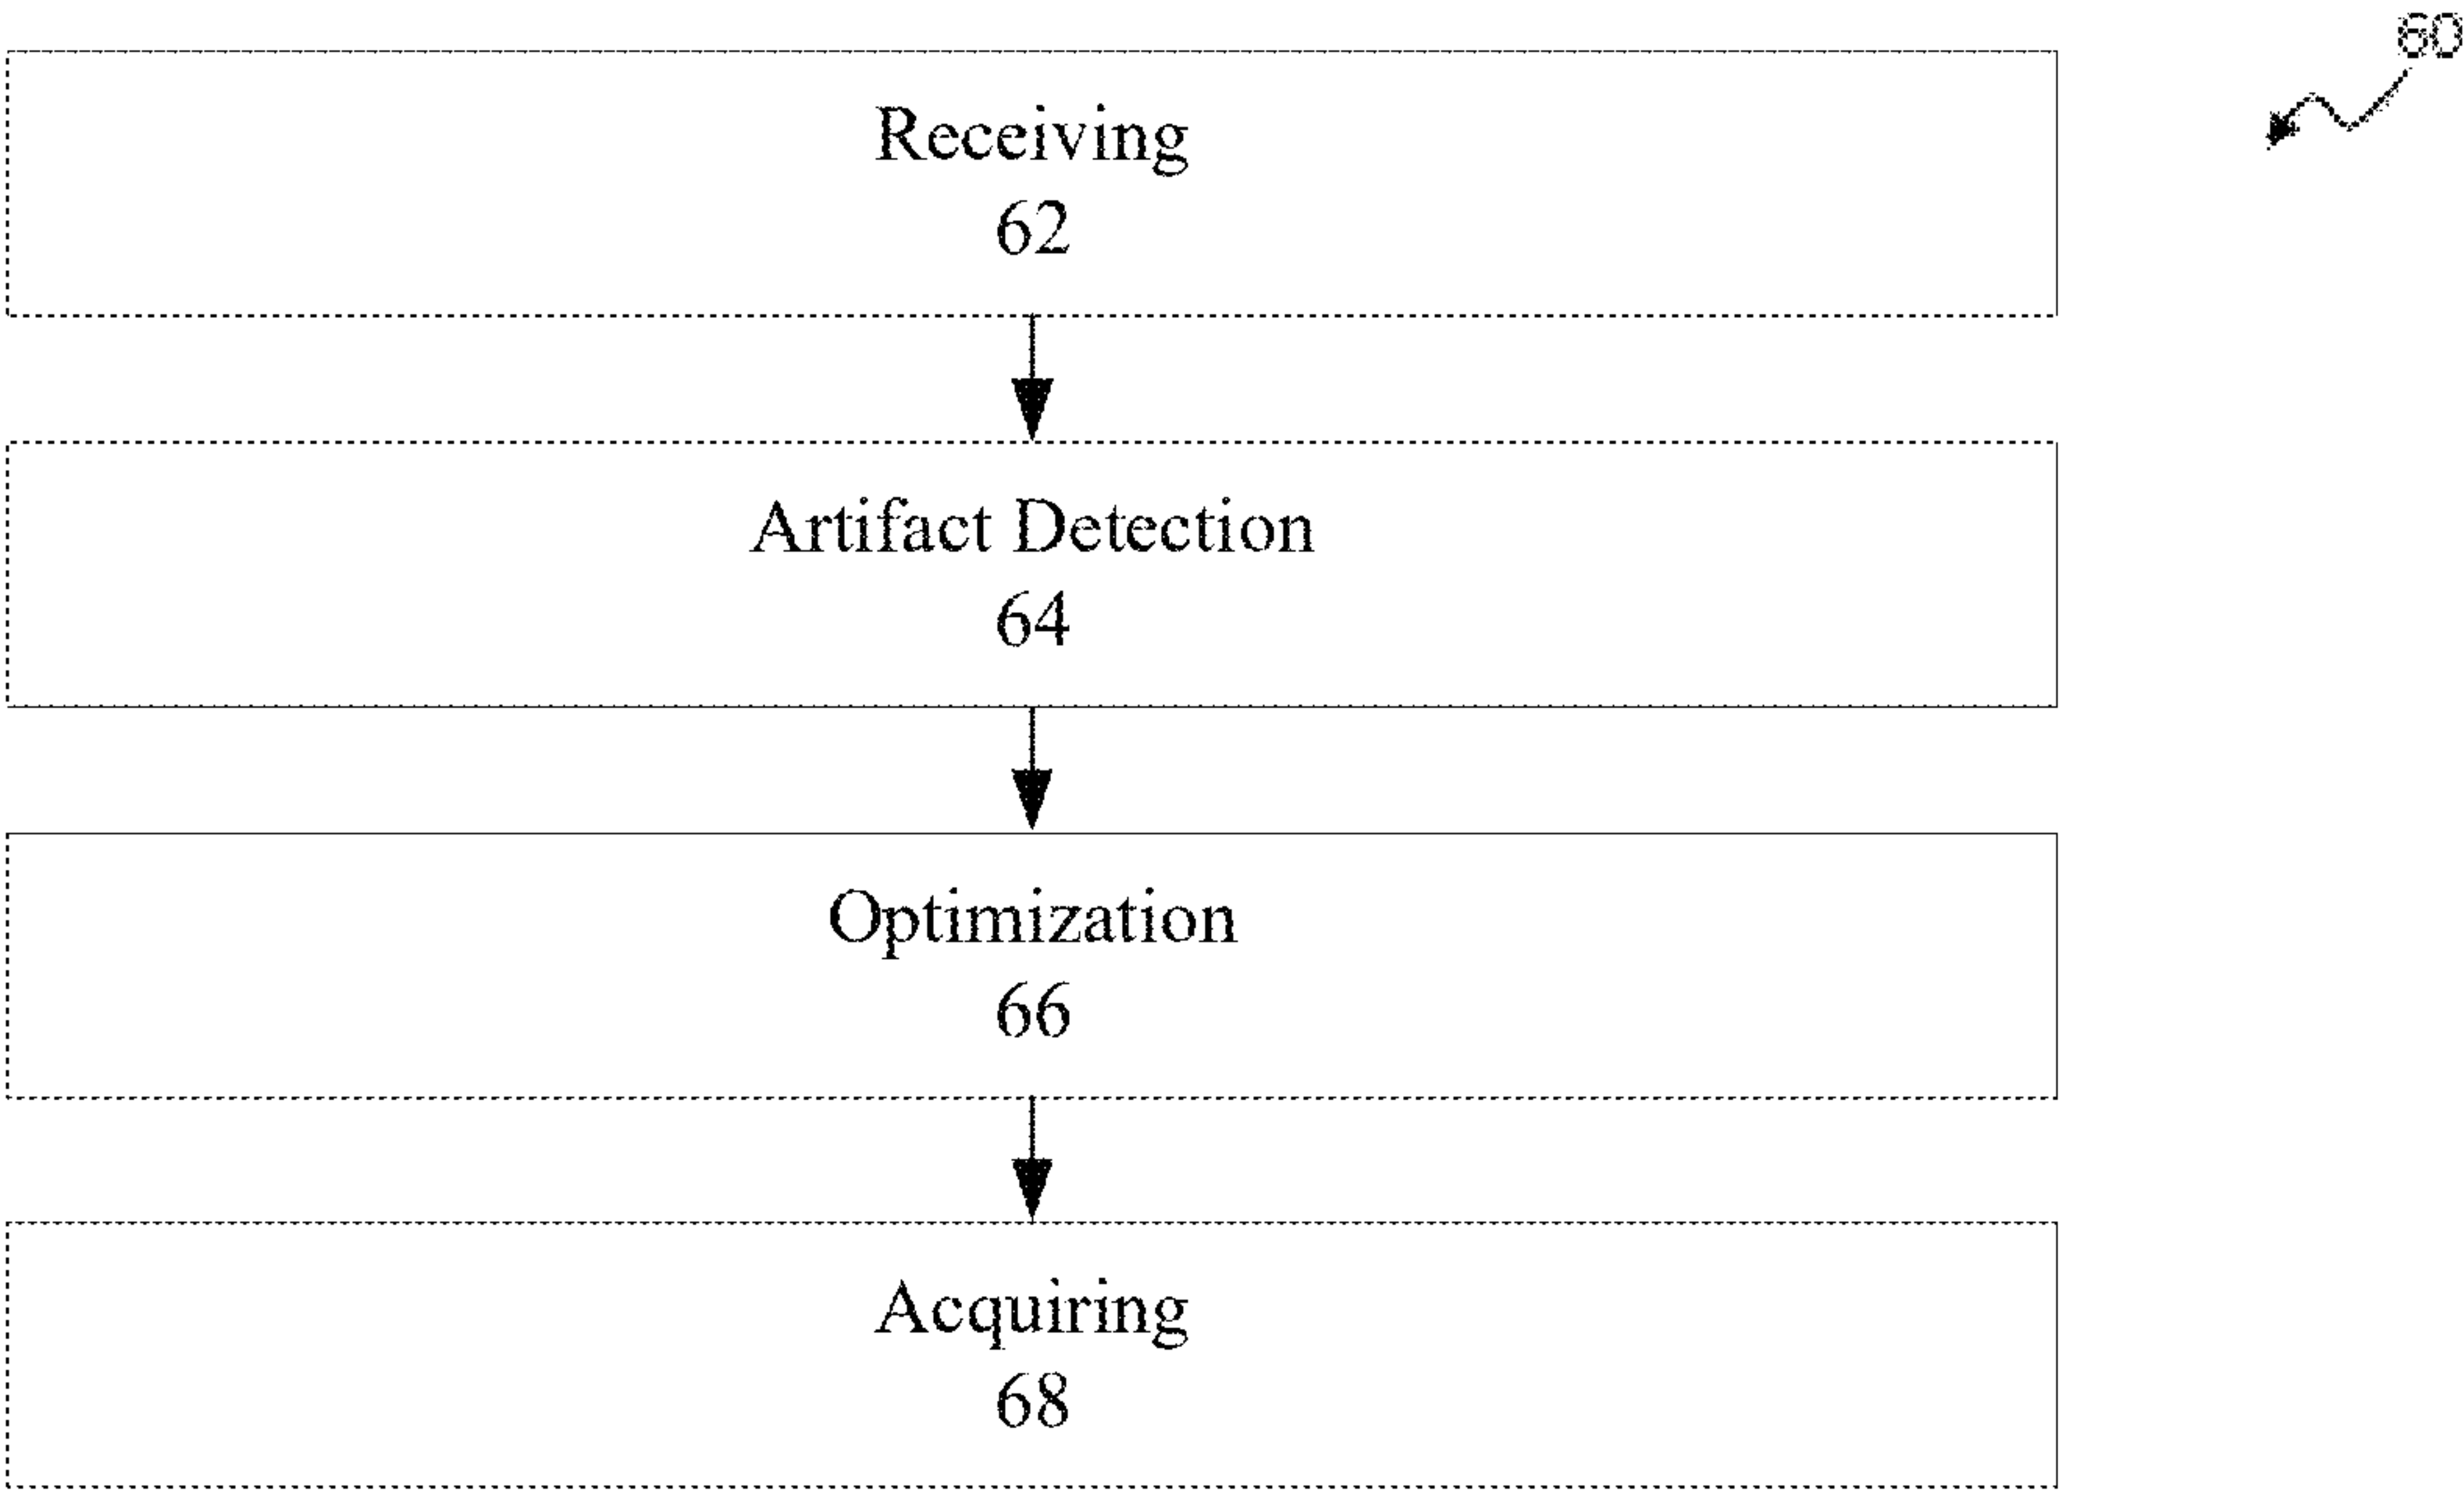 60
Receiving
62
Artifact Detection
64
Optimization
66
Acquiring
68